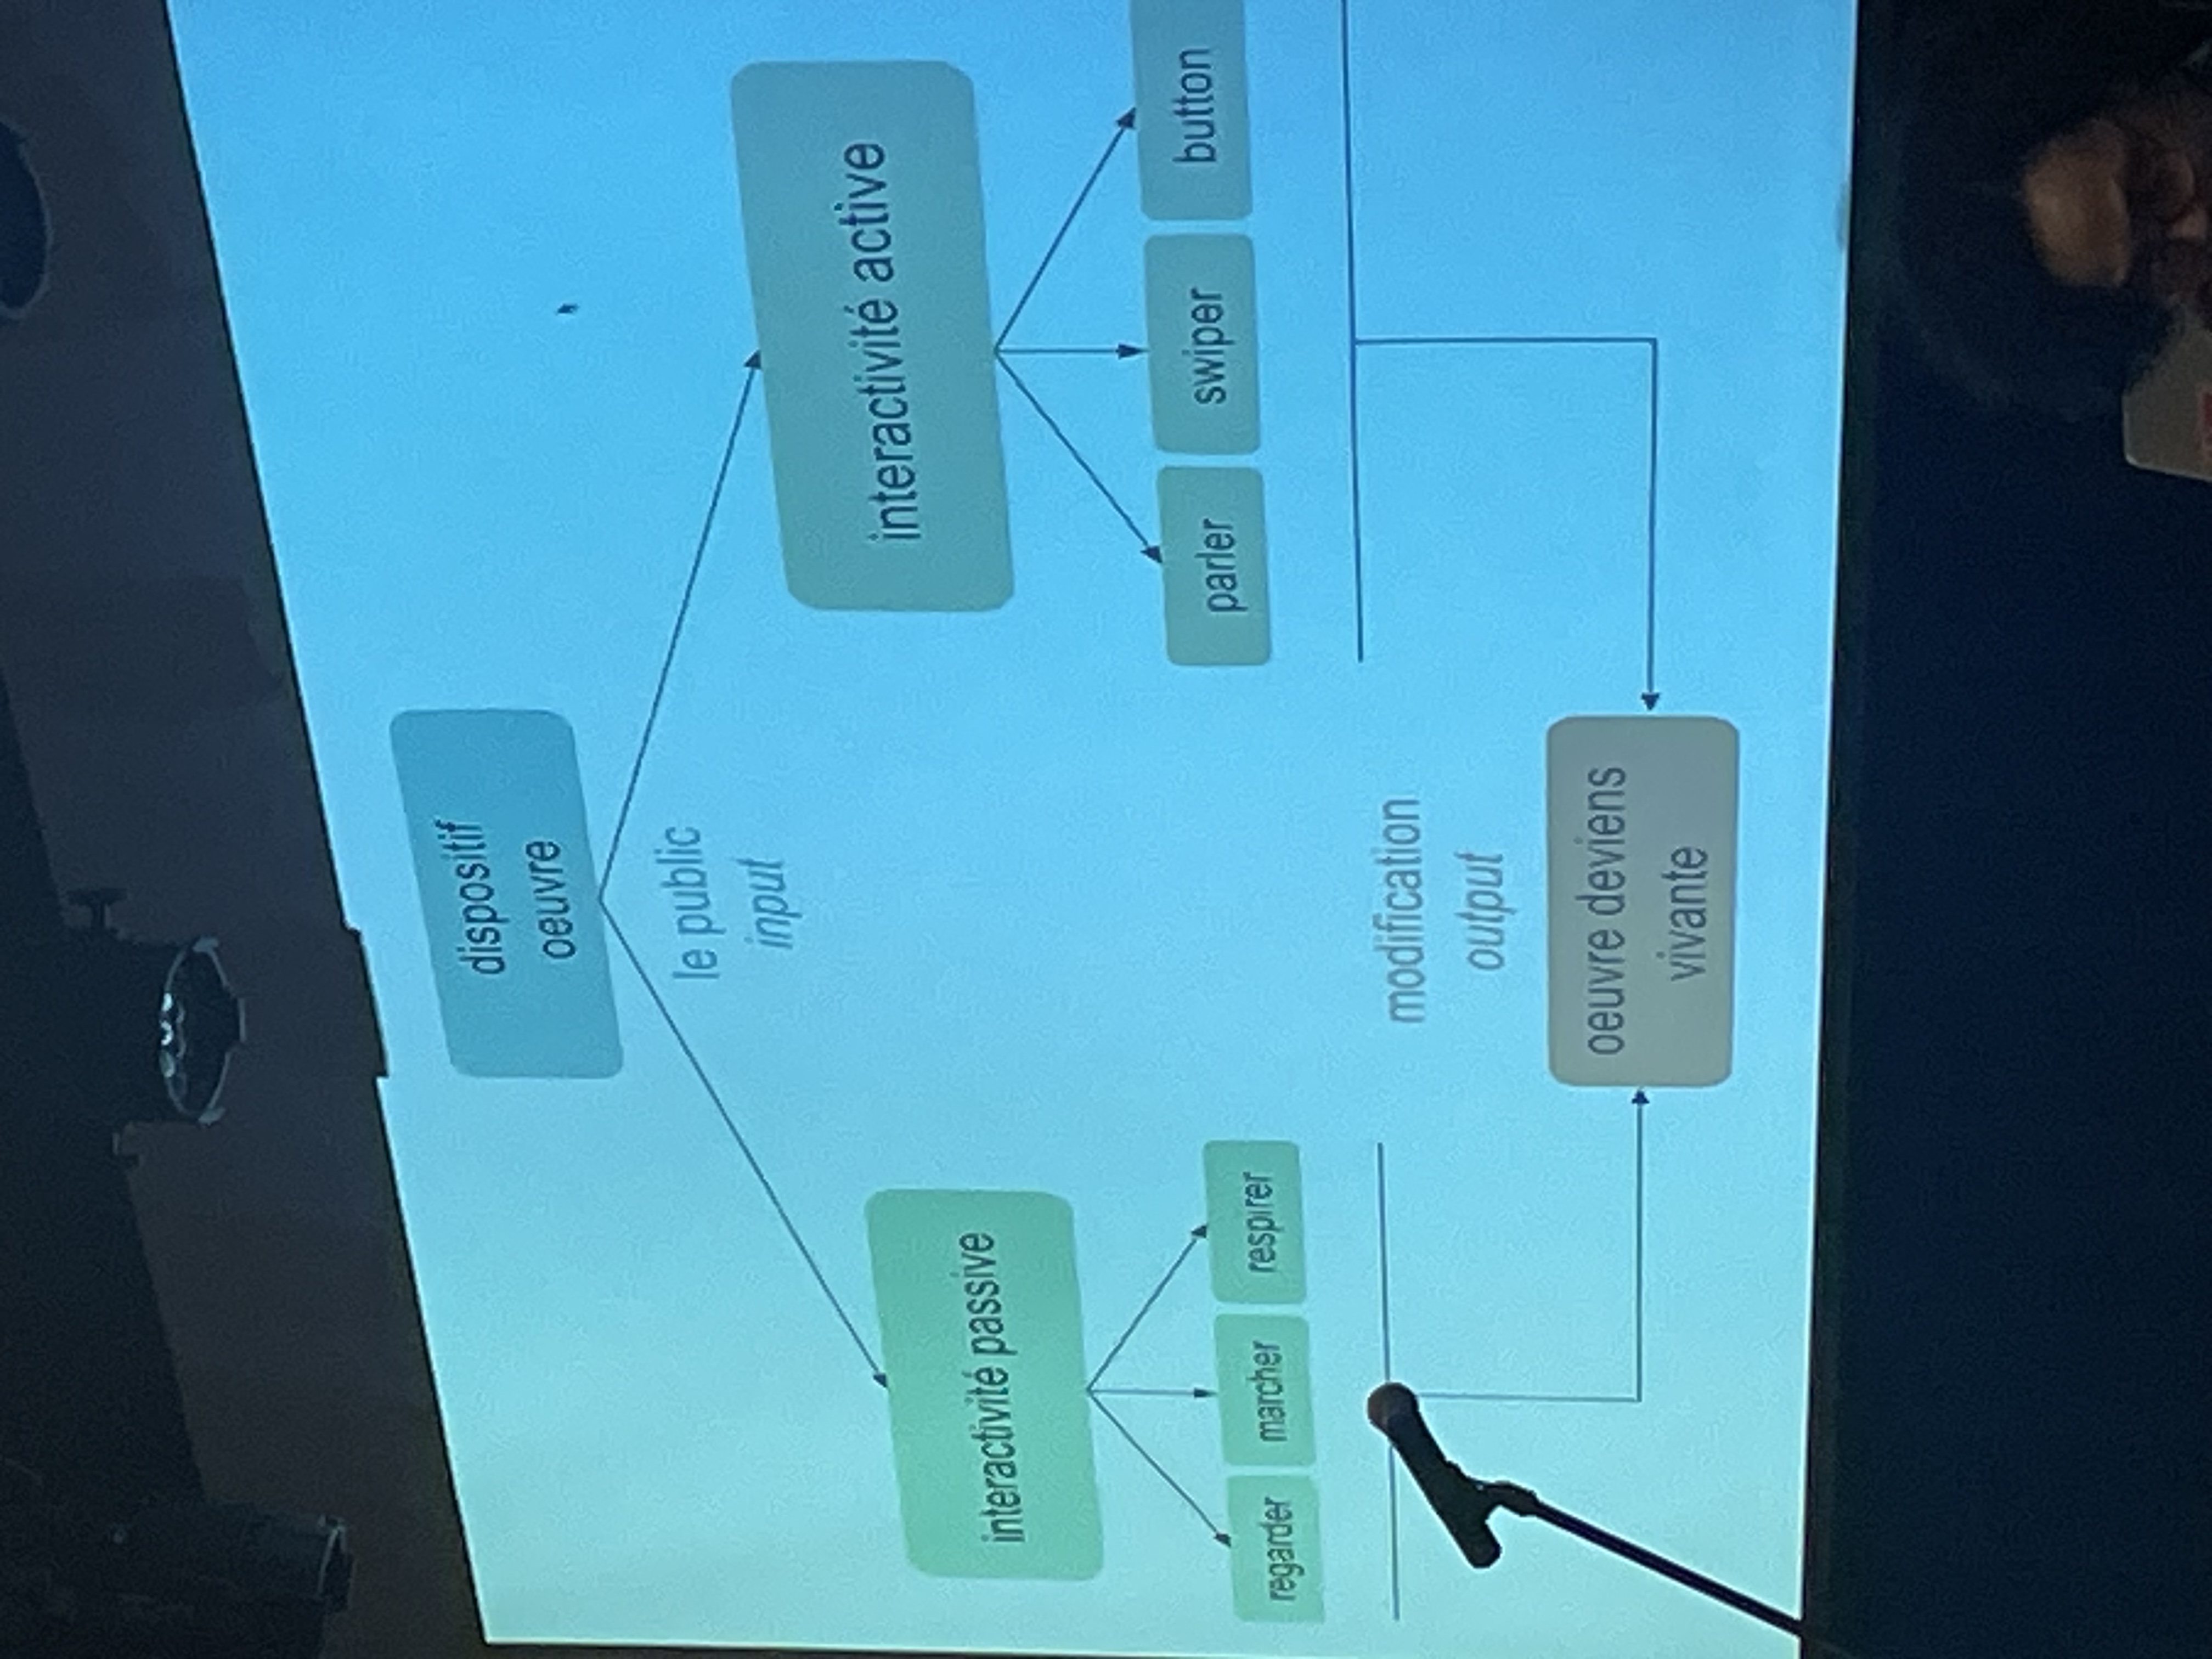 dispositif
oeuvre
le public
input
interactivité passive
interactivité active
regarder
marcher
respirer
parler
swiper
button
modification
output
oeuvre deviens
vivante